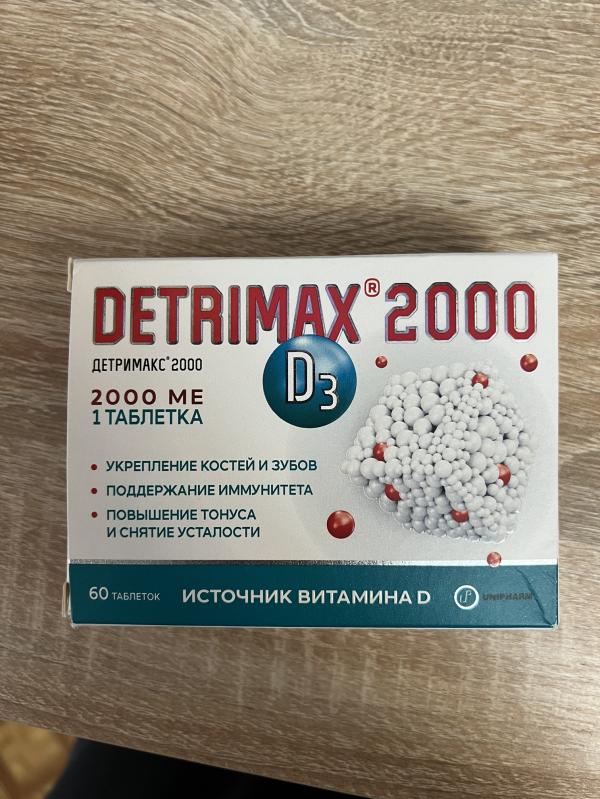 DETRIMAX® 2000
ДЕТРИМАКС® 2000
D3
2000 МЕ
1 ТАБЛЕТКА
• УКРЕПЛЕНИЕ КОСТЕЙ И ЗУБОВ
• ПОДДЕРЖАНИЕ ИММУНИТЕТА
• ПОВЫШЕНИЕ ТОНУСА
И СНЯТИЕ УСТАЛОСТИ
60 ТАБЛЕТОК
ИСТОЧНИК ВИТАМИНА D
UNIPHARM